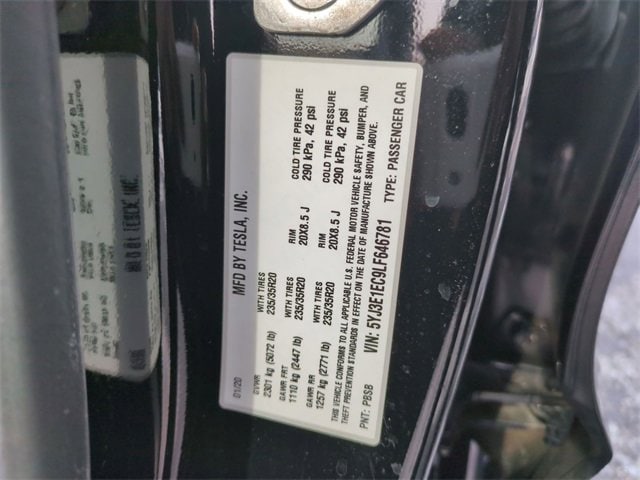 MFD BY TESLA, INC.
01/20
GVWR
2301 kg (5072 lb)
GAWR FRT
1110 kg (2447 lb)
WITH TIRES
235/35R20
RIM
20X8.5 J
COLD TIRE PRESSURE
290 kPa, 42 psi
GAWR RR
1257 kg (2771 lb)
WITH TIRES
235/35R20
RIM
20X8.5 J
COLD TIRE PRESSURE
290 kPa, 42 psi
THIS VEHICLE CONFORMS TO ALL APPLICABLE U.S. FEDERAL MOTOR VEHICLE SAFETY, BUMPER, AND
THEFT PREVENTION STANDARDS IN EFFECT ON THE DATE OF MANUFACTURE SHOWN ABOVE.
VIN: 5YJ3E1EC9LF646781
TYPE: PASSENGER CAR
PNT: PBSB